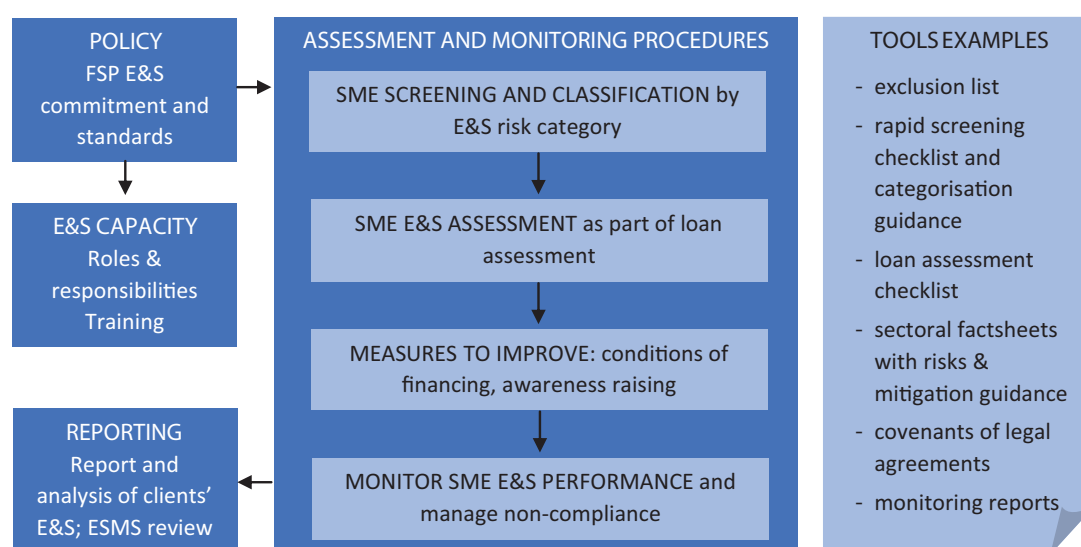 POLICY
FSP E&S
commitment and
standards
E&S CAPACITY
Roles &
responsibilities
Training
REPORTING
Report and
analysis of clients’
E&S; ESMS review
ASSESSMENT AND MONITORING PROCEDURES
SME SCREENING AND CLASSIFICATION by
E&S risk category
SME E&S ASSESSMENT as part of loan
assessment
MEASURES TO IMPROVE: conditions of
financing, awareness raising
MONITOR SME E&S PERFORMANCE and
manage non-compliance
TOOLS EXAMPLES
- exclusion list
- rapid screening
checklist and
categorisation
guidance
- loan assessment
checklist
- sectoral factsheets
with risks &
mitigation guidance
- covenants of legal
agreements
- monitoring reports